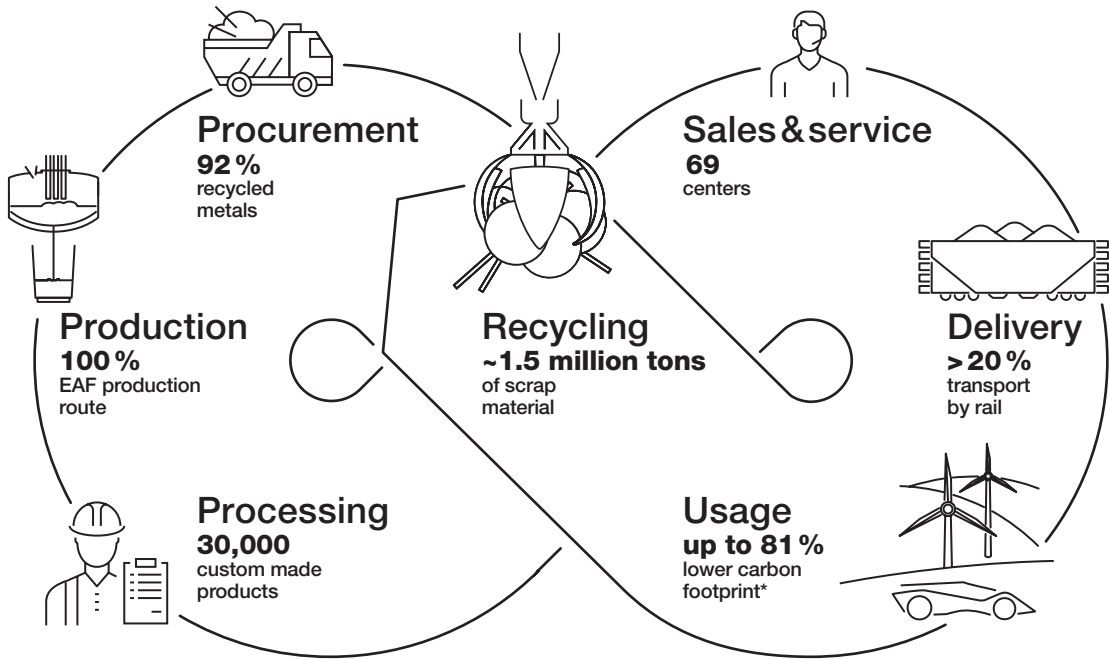 Procurement
92 %
recycled
metals
Sales & service
69
centers
Production
100 %
EAF production
route
Recycling
~1.5 million tons
of scrap
material
Delivery
> 20 %
transport
by rail
Processing
30,000
custom made
products
Usage
up to 81 %
lower carbon
footprint*